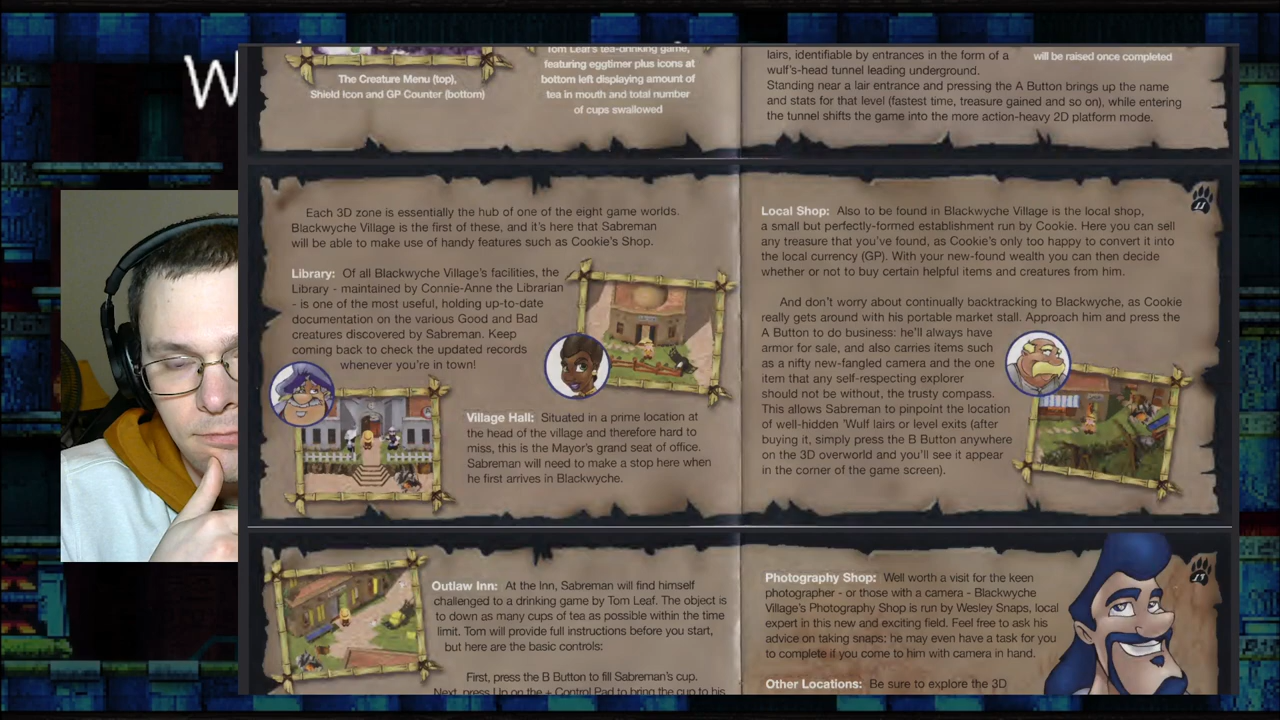 W
The Creature Menu (top),
Shield Icon and GP Counter (bottom)
Tom Leaf's tea-drinking game,
featuring eggtimer plus icons at
bottom left displaying amount of
tea in mouth and total number
of cups swallowed
lairs, identifiable by entrances in the form of a
wulf's-head tunnel leading underground.
Standing near a lair entrance and pressing the A Button brings up the name
and stats for that level (fastest time, treasure gained and so on), while entering
the tunnel shifts the game into the more action-heavy 2D platform mode.
will be raised once completed
Each 3D zone is essentially the hub of one of the eight game worlds.
Blackwyche Village is the first of these, and it's here that Sabreman
will be able to make use of handy features such as Cookie's Shop.
Library: Of all Blackwyche Village's facilities, the
Library - maintained by Connie-Anne the Librarian
- is one of the most useful, holding up-to-date
documentation on the various Good and Bad
creatures discovered by Sabreman. Keep
coming back to check the updated records
whenever you're in town!
Village Hall: Situated in a prime location at
the head of the village and therefore hard to
miss, this is the Mayor's grand seat of office.
Sabreman will need to make a stop here when
he first arrives in Blackwyche.
11
Local Shop: Also to be found in Blackwyche Village is the local shop,
a small but perfectly-formed establishment run by Cookie. Here you can sell
any treasure that you've found, as Cookie's only too happy to convert it into
the local currency (GP). With your new-found wealth you can then decide
whether or not to buy certain helpful items and creatures from him.
And don't worry about continually backtracking to Blackwyche, as Cookie
really gets around with his portable market stall. Approach him and press the
A Button to do business: he'll always have
armor for sale, and also carries items such
as a nifty new-fangled camera and the one
item that any self-respecting explorer
should not be without, the trusty compass.
This allows Sabreman to pinpoint the location
of well-hidden 'Wulf lairs or level exits (after
buying it, simply press the B Button anywhere
on the 3D overworld and you'll see it appear
in the corner of the game screen).
Outlaw Inn: At the Inn, Sabreman will find himself
challenged to a drinking game by Tom Leaf. The object is
to down as many cups of tea as possible within the time
limit. Tom will provide full instructions before you start,
but here are the basic controls:
First, press the B Button to fill Sabreman's cup.
Next, press Up on the + Control Pad to bring the cup to his
Photography Shop: Well worth a visit for the keen
photographer - or those with a camera - Blackwyche
Village's Photography Shop is run by Wesley Snaps, local
expert in this new and exciting field. Feel free to ask his
advice on taking snaps: he may even have a task for you
to complete if you come to him with camera in hand.
Other Locations: Be sure to explore the 3D